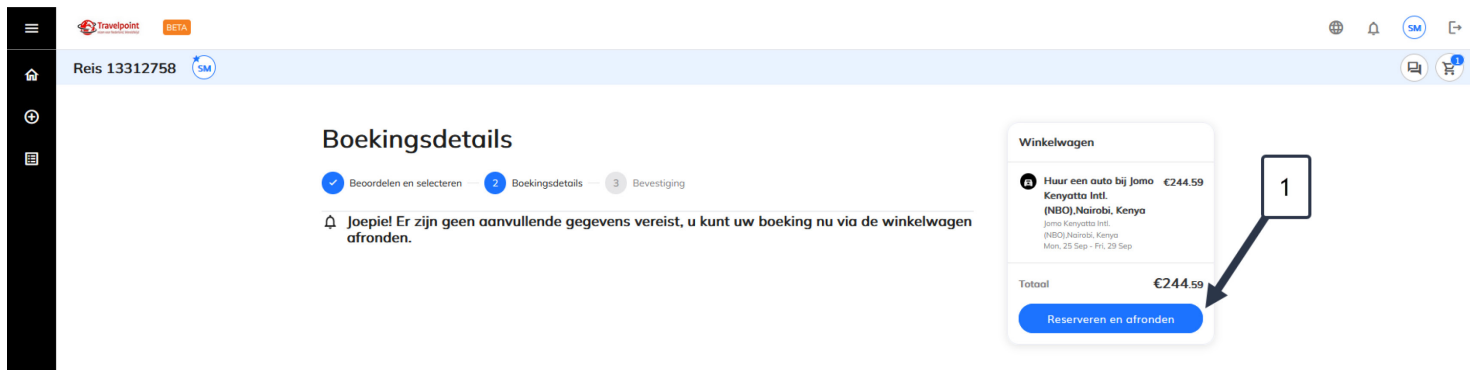 Travelpoint
BETA
SM
Reis 13312758
SM
1
Boekingsdetails
Beoordelen en selecteren
2
Boekingsdetails
3
Bevestiging
Joepie! Er zijn geen aanvullende gegevens vereist, u kunt uw boeking nu via de winkelwagen
afronden.
Winkelwagen
Huur een auto bij Jomo €244.59
Kenyatta Intl.
(NBO),Nairobi, Kenya
Jomo Kenyatta Intl.
(NBO),Nairobi, Kenya
Mon, 25 Sep - Fri, 29 Sep
Totaal €244.59
Reserveren en afronden
1